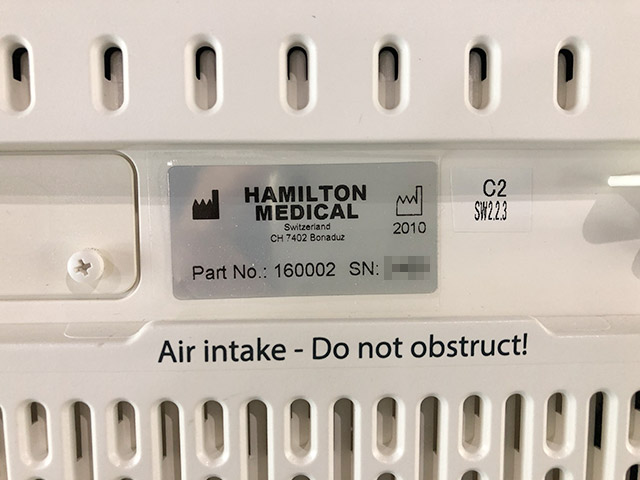 HAMILTON
MEDICAL
Switzerland
CH 7402 Bonaduz
2010
Part No.: 160002 SN:
C2
SW2.2.3
Air intake - Do not obstruct!